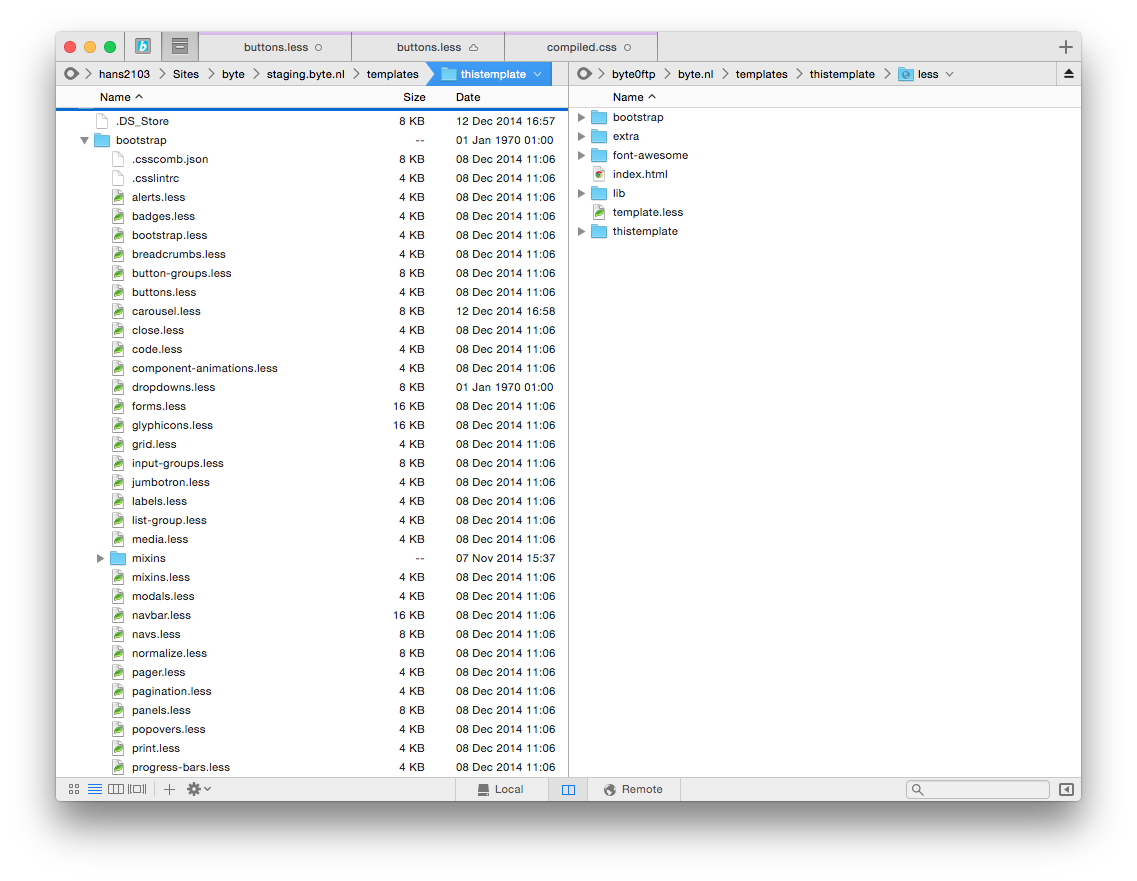 buttons.less buttons.less compiled.css
hans2103 Sites byte staging.byte.nl templates thistemplate
byte0ftp byte.nl templates thistemplate less
Name Size Date
Name
.DS_Store 8 KB 12 Dec 2014 16:57
bootstrap -- 01 Jan 1970 01:00
.csscomb.json 8 KB 08 Dec 2014 11:06
.csslintrc 4 KB 08 Dec 2014 11:06
alerts.less 4 KB 08 Dec 2014 11:06
badges.less 4 KB 08 Dec 2014 11:06
bootstrap.less 4 KB 08 Dec 2014 11:06
breadcrumbs.less 4 KB 08 Dec 2014 11:06
button-groups.less 8 KB 08 Dec 2014 11:06
buttons.less 4 KB 08 Dec 2014 11:06
carousel.less 8 KB 12 Dec 2014 16:58
close.less 4 KB 08 Dec 2014 11:06
code.less 4 KB 08 Dec 2014 11:06
component-animations.less 4 KB 08 Dec 2014 11:06
dropdowns.less 8 KB 01 Jan 1970 01:00
forms.less 16 KB 08 Dec 2014 11:06
glyphicons.less 16 KB 08 Dec 2014 11:06
grid.less 4 KB 08 Dec 2014 11:06
input-groups.less 8 KB 08 Dec 2014 11:06
jumbotron.less 4 KB 08 Dec 2014 11:06
labels.less 4 KB 08 Dec 2014 11:06
list-group.less 4 KB 08 Dec 2014 11:06
media.less 4 KB 08 Dec 2014 11:06
mixins -- 07 Nov 2014 15:37
mixins.less 4 KB 08 Dec 2014 11:06
modals.less 4 KB 08 Dec 2014 11:06
navbar.less 16 KB 08 Dec 2014 11:06
navs.less 8 KB 08 Dec 2014 11:06
normalize.less 8 KB 08 Dec 2014 11:06
pager.less 4 KB 08 Dec 2014 11:06
pagination.less 4 KB 08 Dec 2014 11:06
panels.less 8 KB 08 Dec 2014 11:06
popovers.less 4 KB 08 Dec 2014 11:06
print.less 4 KB 08 Dec 2014 11:06
progress-bars.less 4 KB 08 Dec 2014 11:06
bootstrap
extra
font-awesome
index.html
lib
template.less
thistemplate
Local Remote